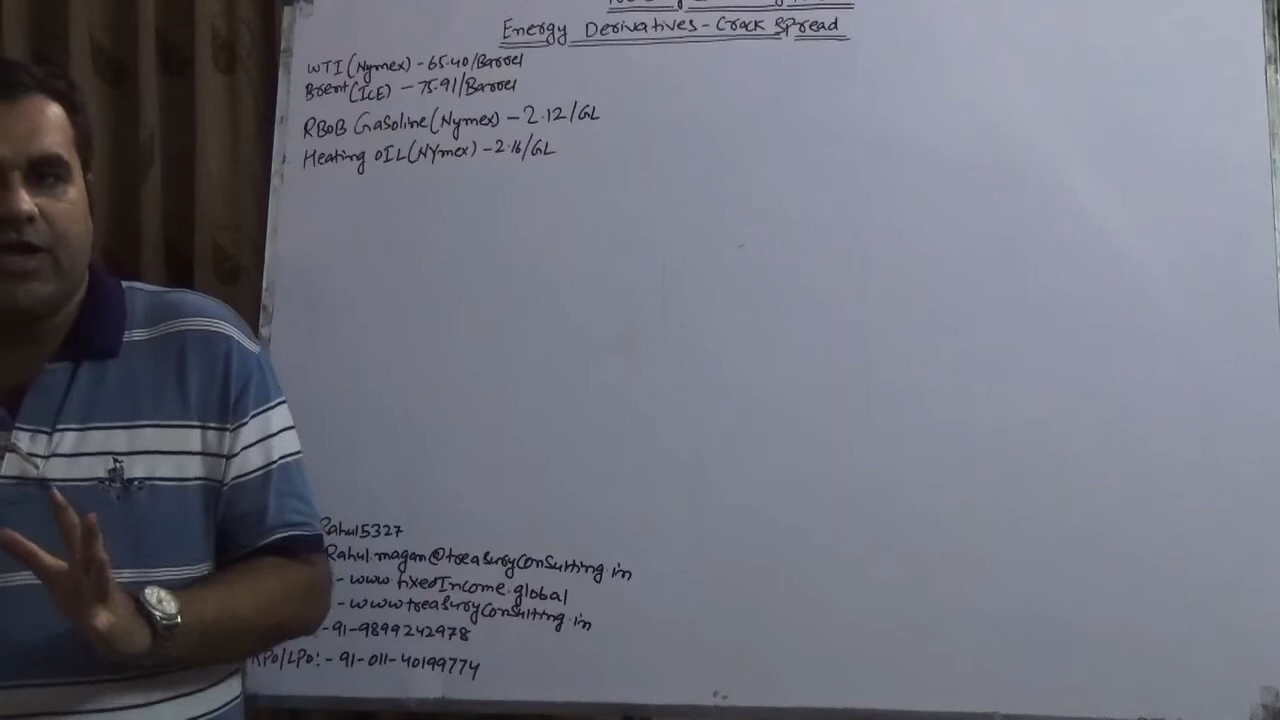 Energy Derivatives - Crack Spread
WTI (Nymex) - 65.40/Barrel
Brent (ICE) - 75.91/Barrel
RBOB Gasoline (Nymex) - 2.12/GL
Heating OIL (NYmex) - 2.16/GL
Rahul5327
Rahul.magan@treasuryconsulting.in
- www.fixedIncome.global
- www.treasuryconsulting.in
- 91-9899242978
RPO/LPO: - 91-011-40199774